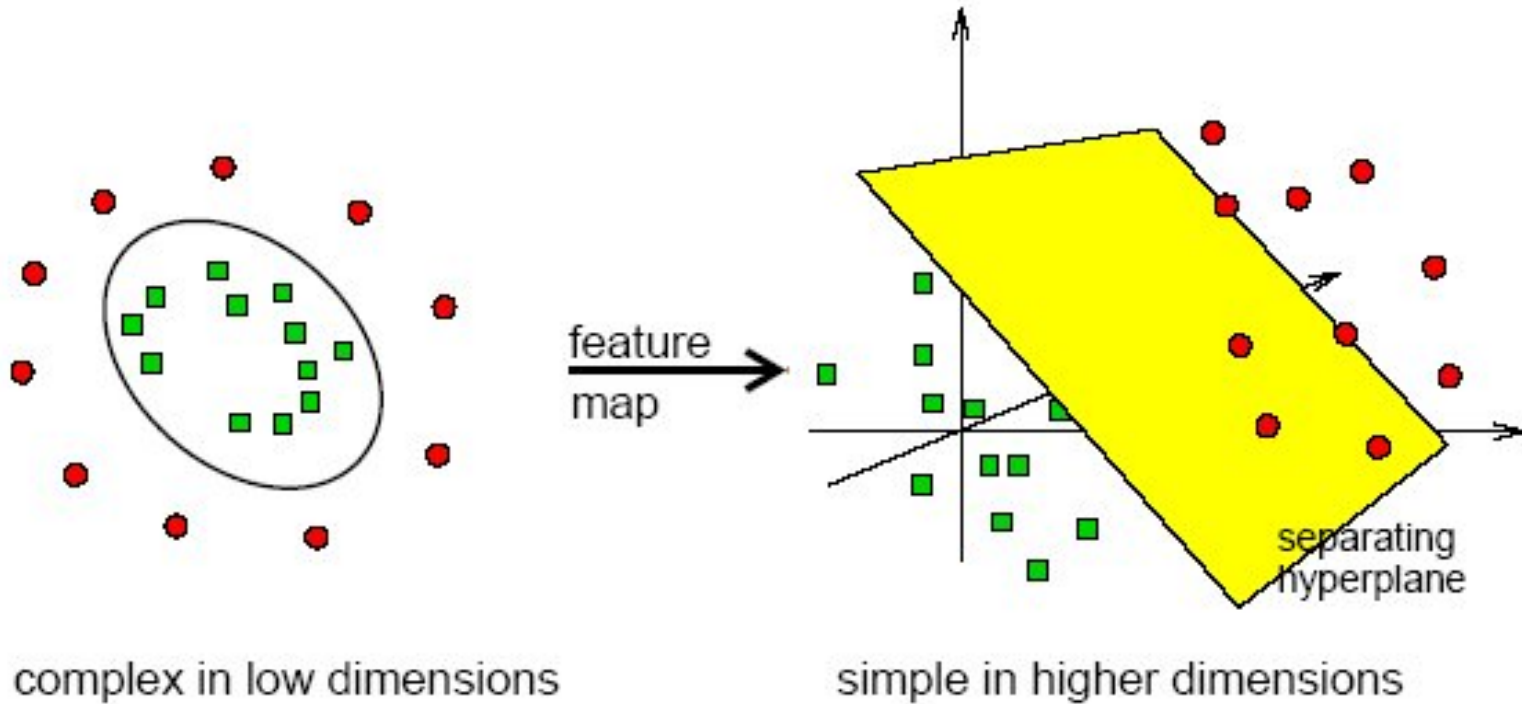 feature
map
separating
hyperplane
complex in low dimensions
simple in higher dimensions